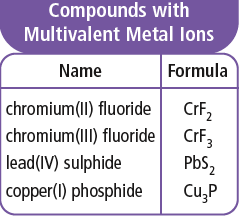 Compounds with
Multivalent Metal Ions
Name Formula
chromium(II) fluoride CrF₂
chromium(III) fluoride CrF₃
lead(IV) sulphide PbS₂
copper(I) phosphide Cu₃P